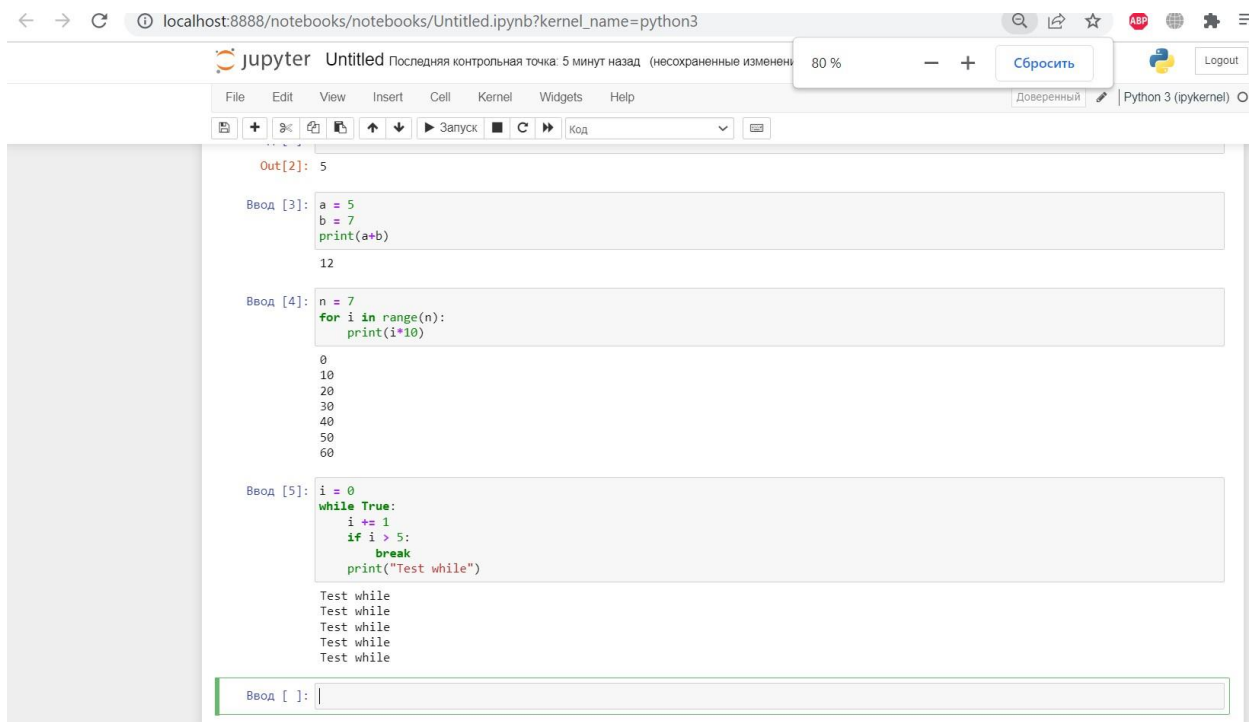 localhost:8888/notebooks/notebooks/Untitled.ipynb?kernel_name=python3
ABP
jupyter Untitled Последняя контрольная точка: 5 минут назад (несохраненные изменени
80 %
− +
Сбросить
Logout
File Edit View Insert Cell Kernel Widgets Help
Доверенный
Python 3 (ipykernel)
Запуск
Код
Out[2]: 5
Ввод [3]: a = 5
b = 7
print(a+b)
12
Ввод [4]: n = 7
for i in range(n):
    print(i*10)
0
10
20
30
40
50
60
Ввод [5]: i = 0
while True:
    i += 1
    if i > 5:
        break
    print("Test while")
Test while
Test while
Test while
Test while
Test while
Ввод [ ]: